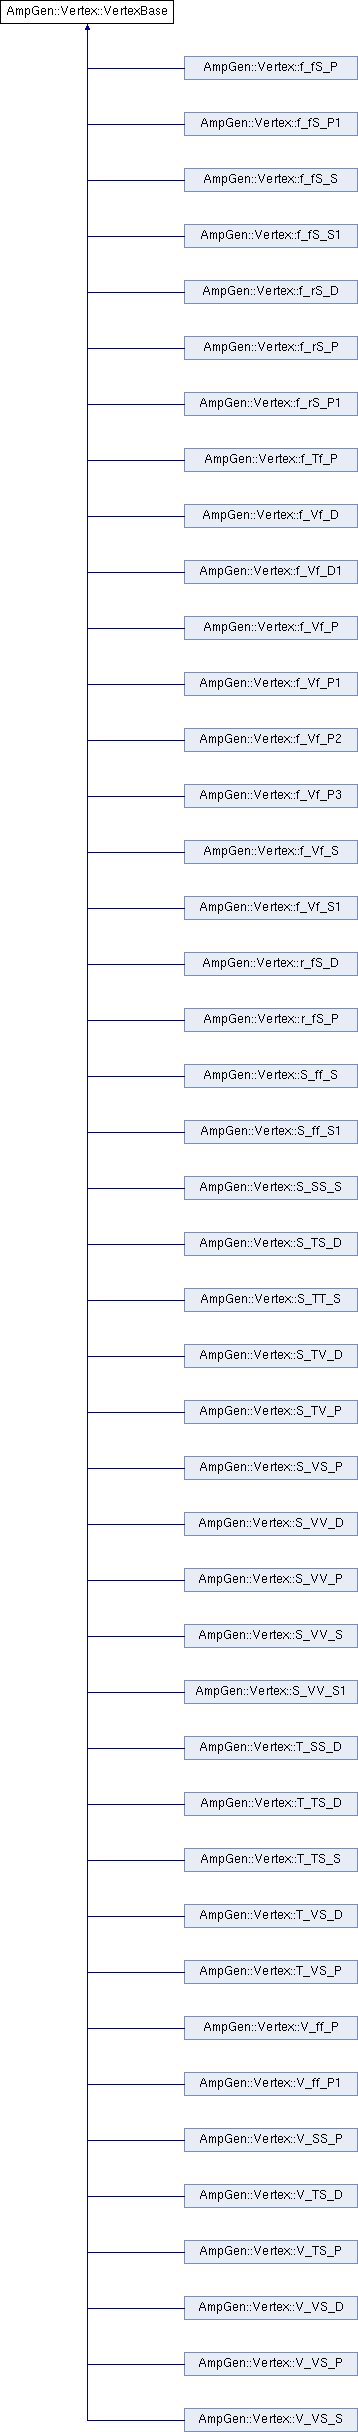 AmpGen::Vertex::VertexBase
AmpGen::Vertex::f_fS_P
AmpGen::Vertex::f_fS_P1
AmpGen::Vertex::f_fS_S
AmpGen::Vertex::f_fS_S1
AmpGen::Vertex::f_rS_D
AmpGen::Vertex::f_rS_P
AmpGen::Vertex::f_rS_P1
AmpGen::Vertex::f_Tf_P
AmpGen::Vertex::f_Vf_D
AmpGen::Vertex::f_Vf_D1
AmpGen::Vertex::f_Vf_P
AmpGen::Vertex::f_Vf_P1
AmpGen::Vertex::f_Vf_P2
AmpGen::Vertex::f_Vf_P3
AmpGen::Vertex::f_Vf_S
AmpGen::Vertex::f_Vf_S1
AmpGen::Vertex::r_fS_D
AmpGen::Vertex::r_fS_P
AmpGen::Vertex::S_ff_S
AmpGen::Vertex::S_ff_S1
AmpGen::Vertex::S_SS_S
AmpGen::Vertex::S_TS_D
AmpGen::Vertex::S_TT_S
AmpGen::Vertex::S_TV_D
AmpGen::Vertex::S_TV_P
AmpGen::Vertex::S_VS_P
AmpGen::Vertex::S_VV_D
AmpGen::Vertex::S_VV_P
AmpGen::Vertex::S_VV_S
AmpGen::Vertex::S_VV_S1
AmpGen::Vertex::T_SS_D
AmpGen::Vertex::T_TS_D
AmpGen::Vertex::T_TS_S
AmpGen::Vertex::T_VS_D
AmpGen::Vertex::T_VS_P
AmpGen::Vertex::V_ff_P
AmpGen::Vertex::V_ff_P1
AmpGen::Vertex::V_SS_P
AmpGen::Vertex::V_TS_D
AmpGen::Vertex::V_TS_P
AmpGen::Vertex::V_VS_D
AmpGen::Vertex::V_VS_P
AmpGen::Vertex::V_VS_S